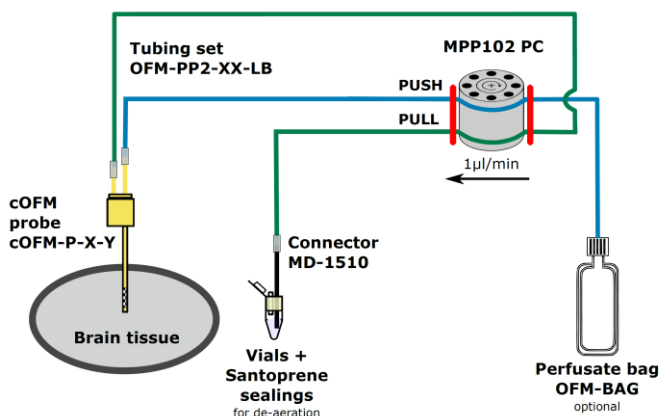 Tubing set
OFM-PP2-XX-LB
MPP102 PC
PUSH
PULL
1µl/min
cOFM
probe
cOFM-P-X-Y
Connector
MD-1510
Brain tissue
Vials +
Santoprene
sealings
for de-aeration
Perfusate bag
OFM-BAG
optional